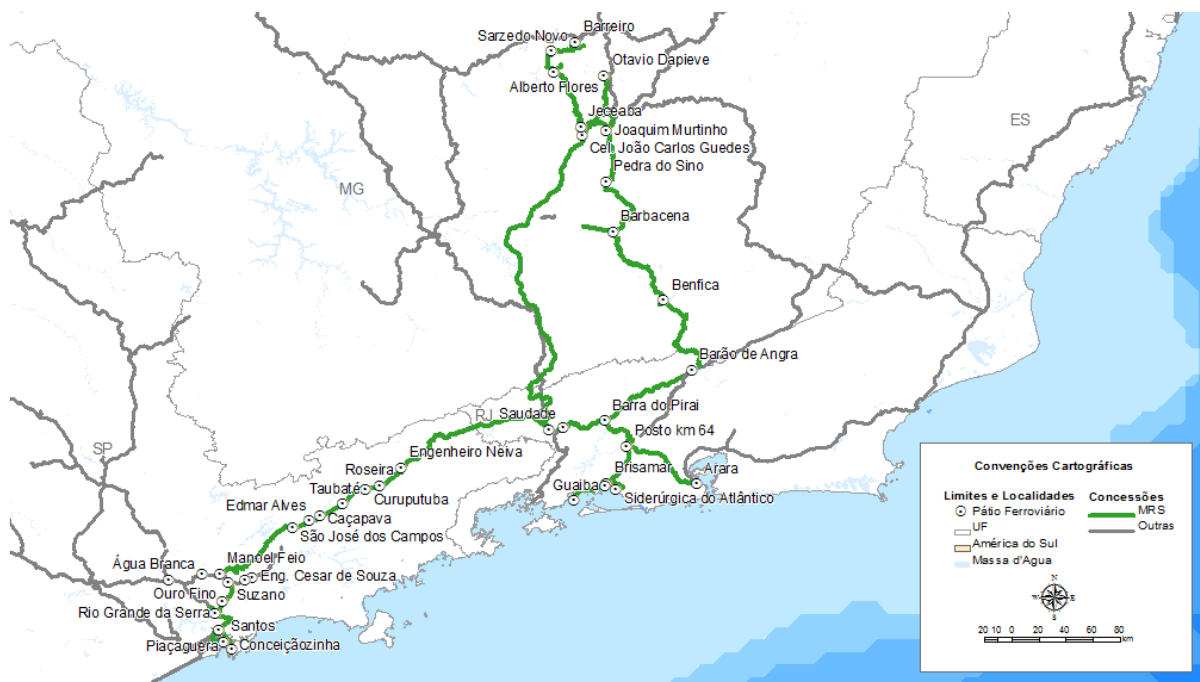 Barreiro
Sarzedo Novo
Otavio Dapieve
Alberto Flores
Jeceaba
ES
Joaquim Murtinho
Cel. João Carlos Guedes
Pedra do Sino
MG
Barbacena
Benfica
Barão de Angra
Barra do Pirai
RJ
Saudade
Posto km 64
SP
Engenheiro Neiva
Roseira
Brisamar
Arara
Guaiba
Taubaté
Curuputuba
Siderúrgica do Atlântico
Edmar Alves
Caçapava
São José dos Campos
Manoel Feio
Água Branca
Eng. Cesar de Souza
Ouro Fino
Suzano
Rio Grande da Serra
Santos
Piaçaguera
Conceiçãozinha
Convenções Cartográficas
Limites e Localidades
Pátio Ferroviário
UF
América do Sul
Massa d'Agua
Concessões
MRS
Outras
N
W E
S
20 10 0 20 40 60 80
km